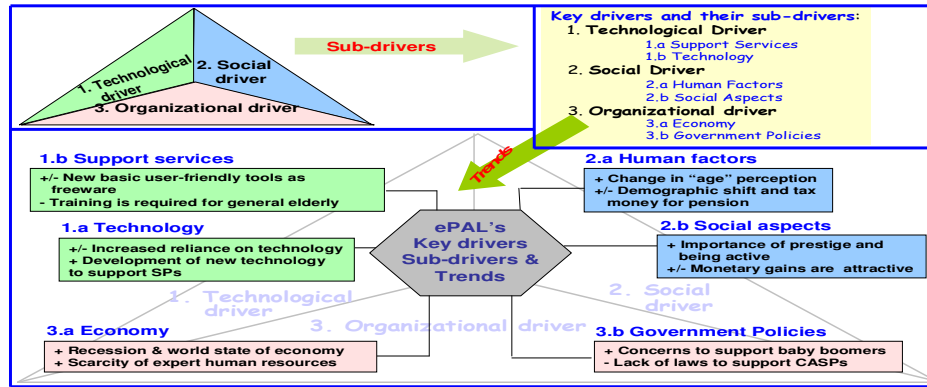 1. Technological
driver
2. Social
driver
3. Organizational driver
Sub-drivers
Key drivers and their sub-drivers:
1. Technological Driver
1.a Support Services
1.b Technology
2. Social Driver
2.a Human Factors
2.b Social Aspects
3. Organizational driver
3.a Economy
3.b Government Policies
Trends
1.b Support services
+/- New basic user-friendly tools as
freeware
- Training is required for general elderly
1.a Technology
+/- Increased reliance on technology
+ Development of new technology
to support SPs
3.a Economy
+ Recession & world state of economy
+ Scarcity of expert human resources
ePAL's
Key drivers
Sub-drivers &
Trends
2.a Human factors
+ Change in “age” perception
+/- Demographic shift and tax
money for pension
2.b Social aspects
+ Importance of prestige and
being active
+/- Monetary gains are attractive
3.b Government Policies
+ Concerns to support baby boomers
- Lack of laws to support CASPs
1. Technological
driver
2. Social
driver
3. Organizational driver